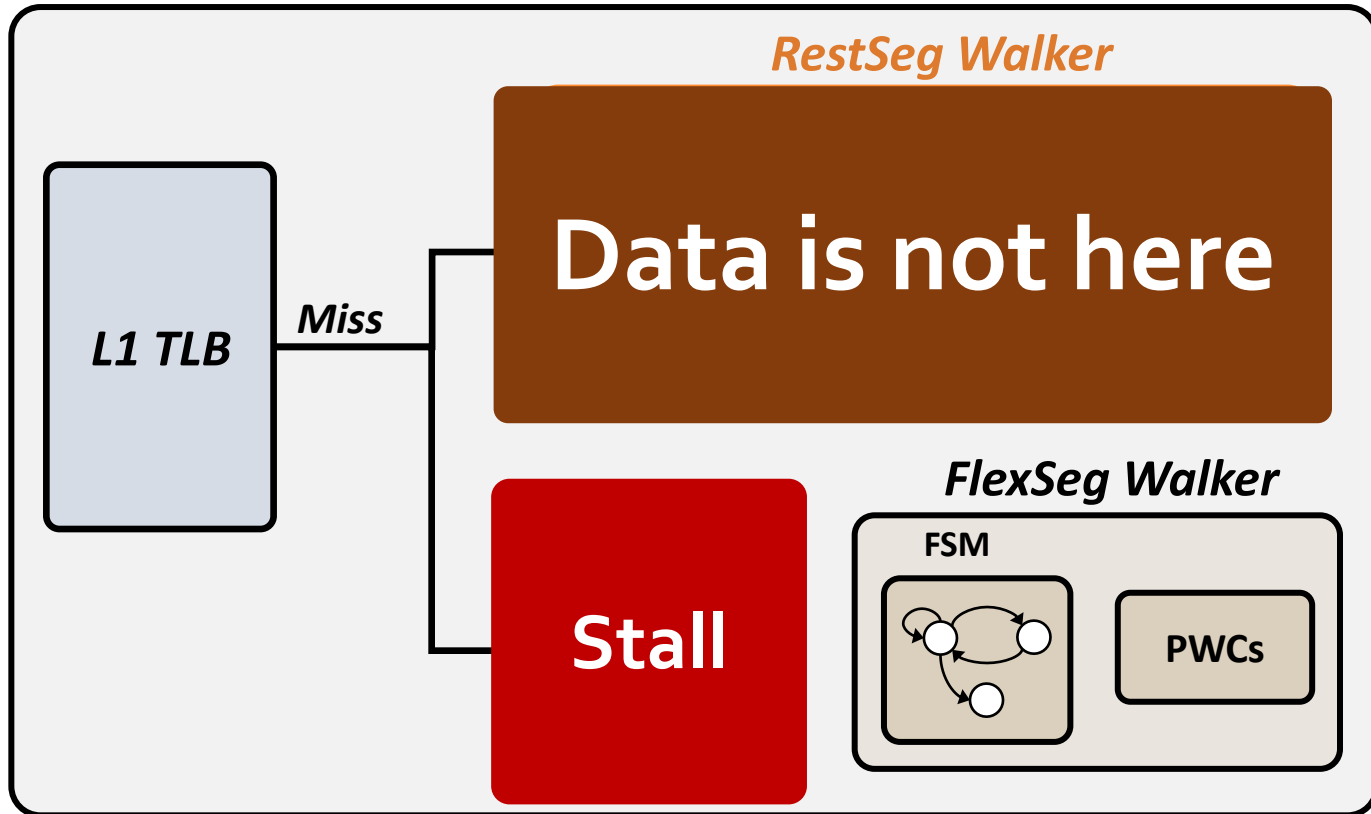 RestSeg Walker
Data is not here
L1 TLB
Miss
Stall
FlexSeg Walker
FSM
PWCs